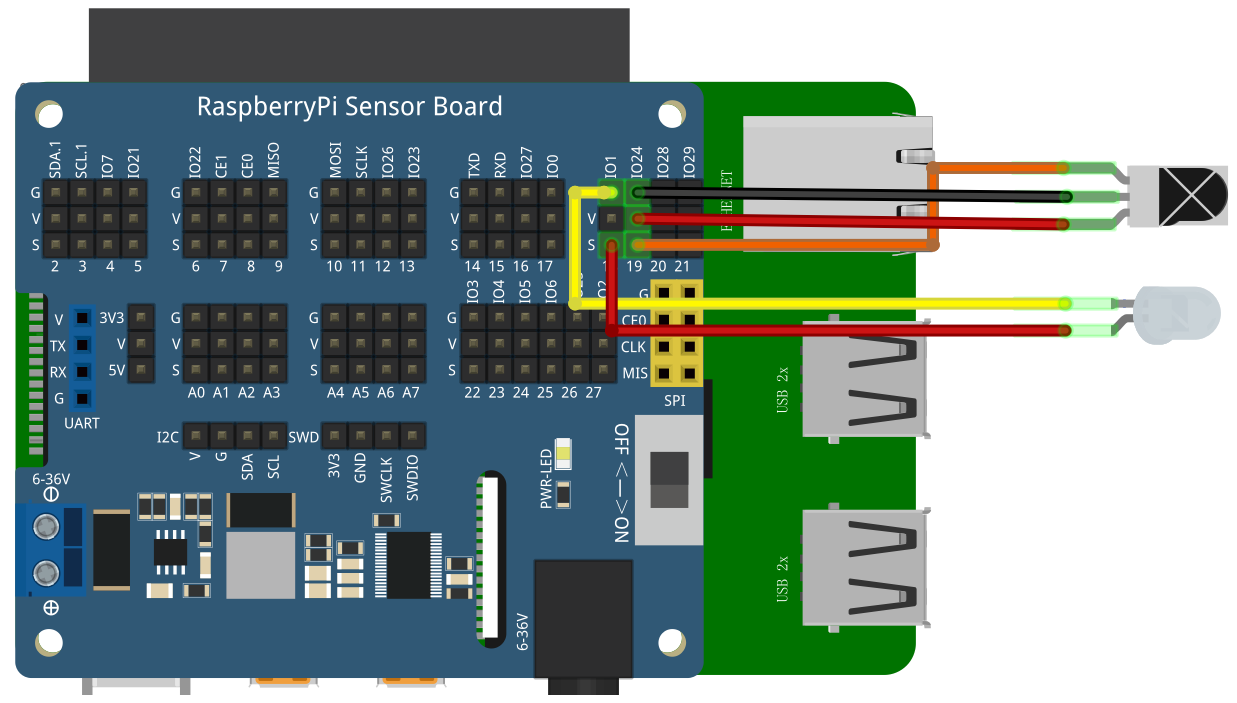 RaspberryPi Sensor Board
SDA.1 SCL.1 IO7 IO21 IO22 CE1 CE0 MISO MOSI SCLK IO26 IO23 TXD RXD IO27 IO0 IO1 IO24 IO28 IO29
G G G G
V V V V V
S S S S S
2 3 4 5 6 7 8 9 10 11 12 13 14 15 16 17 19 20 21
IO3 IO4 IO5 IO6
V 3V3 G G G G
TX V V V V CE0
RX 5V S S S CLK
G MIS
A0 A1 A2 A3 A4 A5 A6 A7 22 23 24 25 26 27
UART
SPI
USB 2x
I2C SWD
V G SDA SCL 3V3 GND SWCLK SWDIO
PWR-LED
OFF > — < ON
6-36V
USB 2x
6-36V